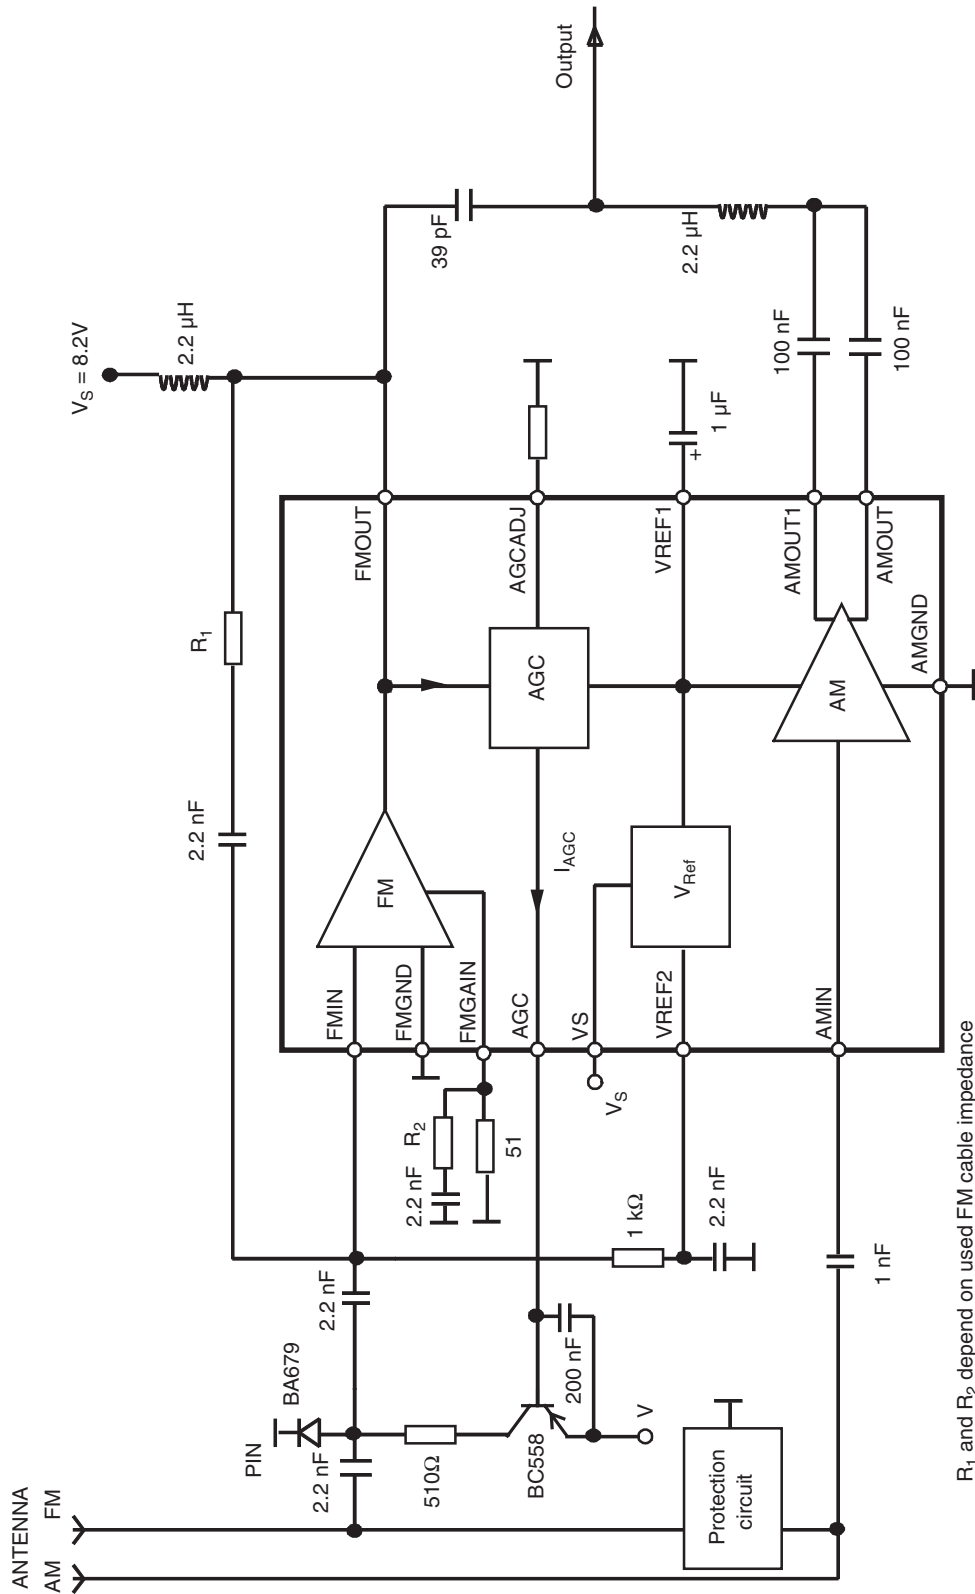 ANTENNA
AM FM
PIN
BA679
2.2 nF
2.2 nF
510Ω
BC558
200 nF
V
Protection
circuit
1 nF
2.2 nF
R1
VS = 8.2V
2.2 µH
2.2 nF
R2
51
1 kΩ
2.2 nF
VS
FMIN
FMGND
FMGAIN
AGC
VS
VREF2
AMIN
FM
IAGC
VRef
AGC
AM
FMOUT
AGCADJ
VREF1
AMOUT1
AMOUT
AMGND
39 pF
+
1 µF
2.2 µH
100 nF
100 nF
Output
R1 and R2 depend on used FM cable impedance